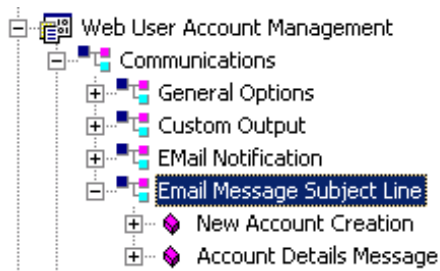 Web User Account Management
Communications
General Options
Custom Output
EMail Notification
Email Message Subject Line
New Account Creation
Account Details Message